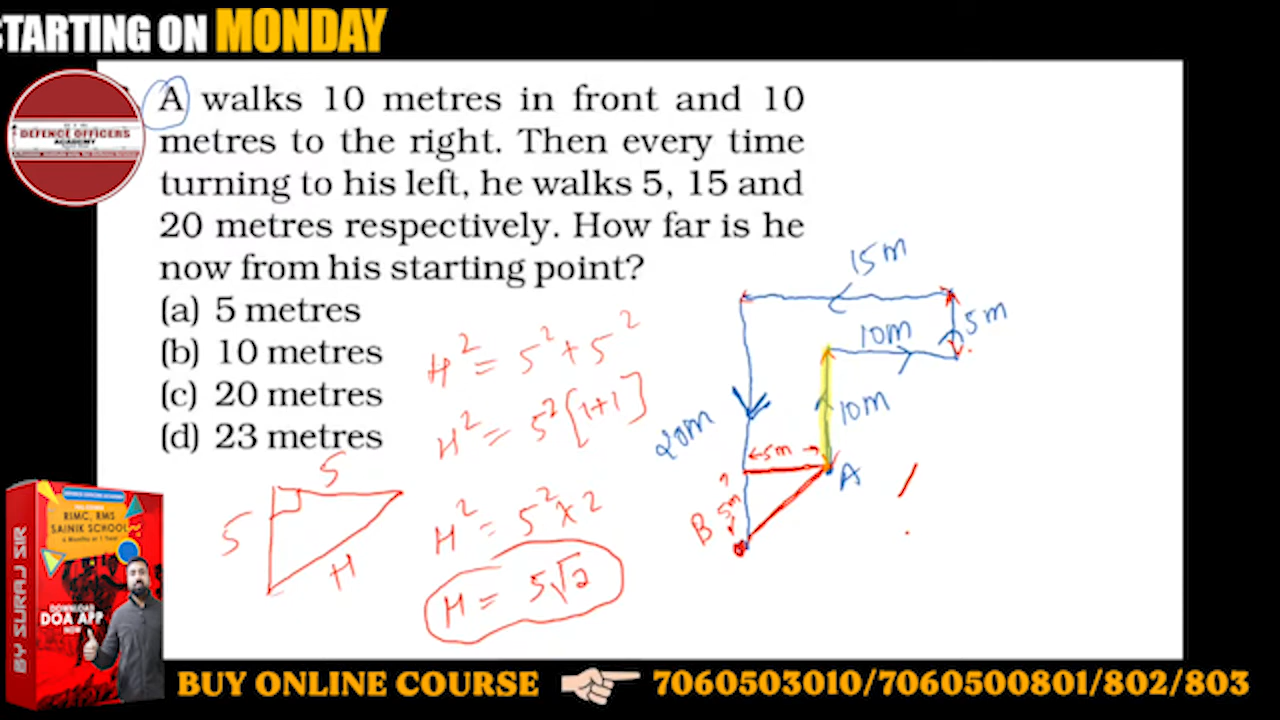 STARTING ON MONDAY
DEFENCE OFFICERS
ACADEMY
A walks 10 metres in front and 10
metres to the right. Then every time
turning to his left, he walks 5, 15 and
20 metres respectively. How far is he
now from his starting point?
(a) 5 metres
(b) 10 metres
(c) 20 metres
(d) 23 metres
H² = 5² + 5²
H² = 5² [1+1]
H² = 5² x 2
H = 5√2
5
5
H
15m
5m
10m
10m
20m
5m
A
5m
B
DEFENCE OFFICERS ACADEMY
RIMC, RMS
SAINIK SCHOOL
DOWNLOAD
DOA APP
NOW
BY SURAJ SIR
BUY ONLINE COURSE 7060503010/7060500801/802/803